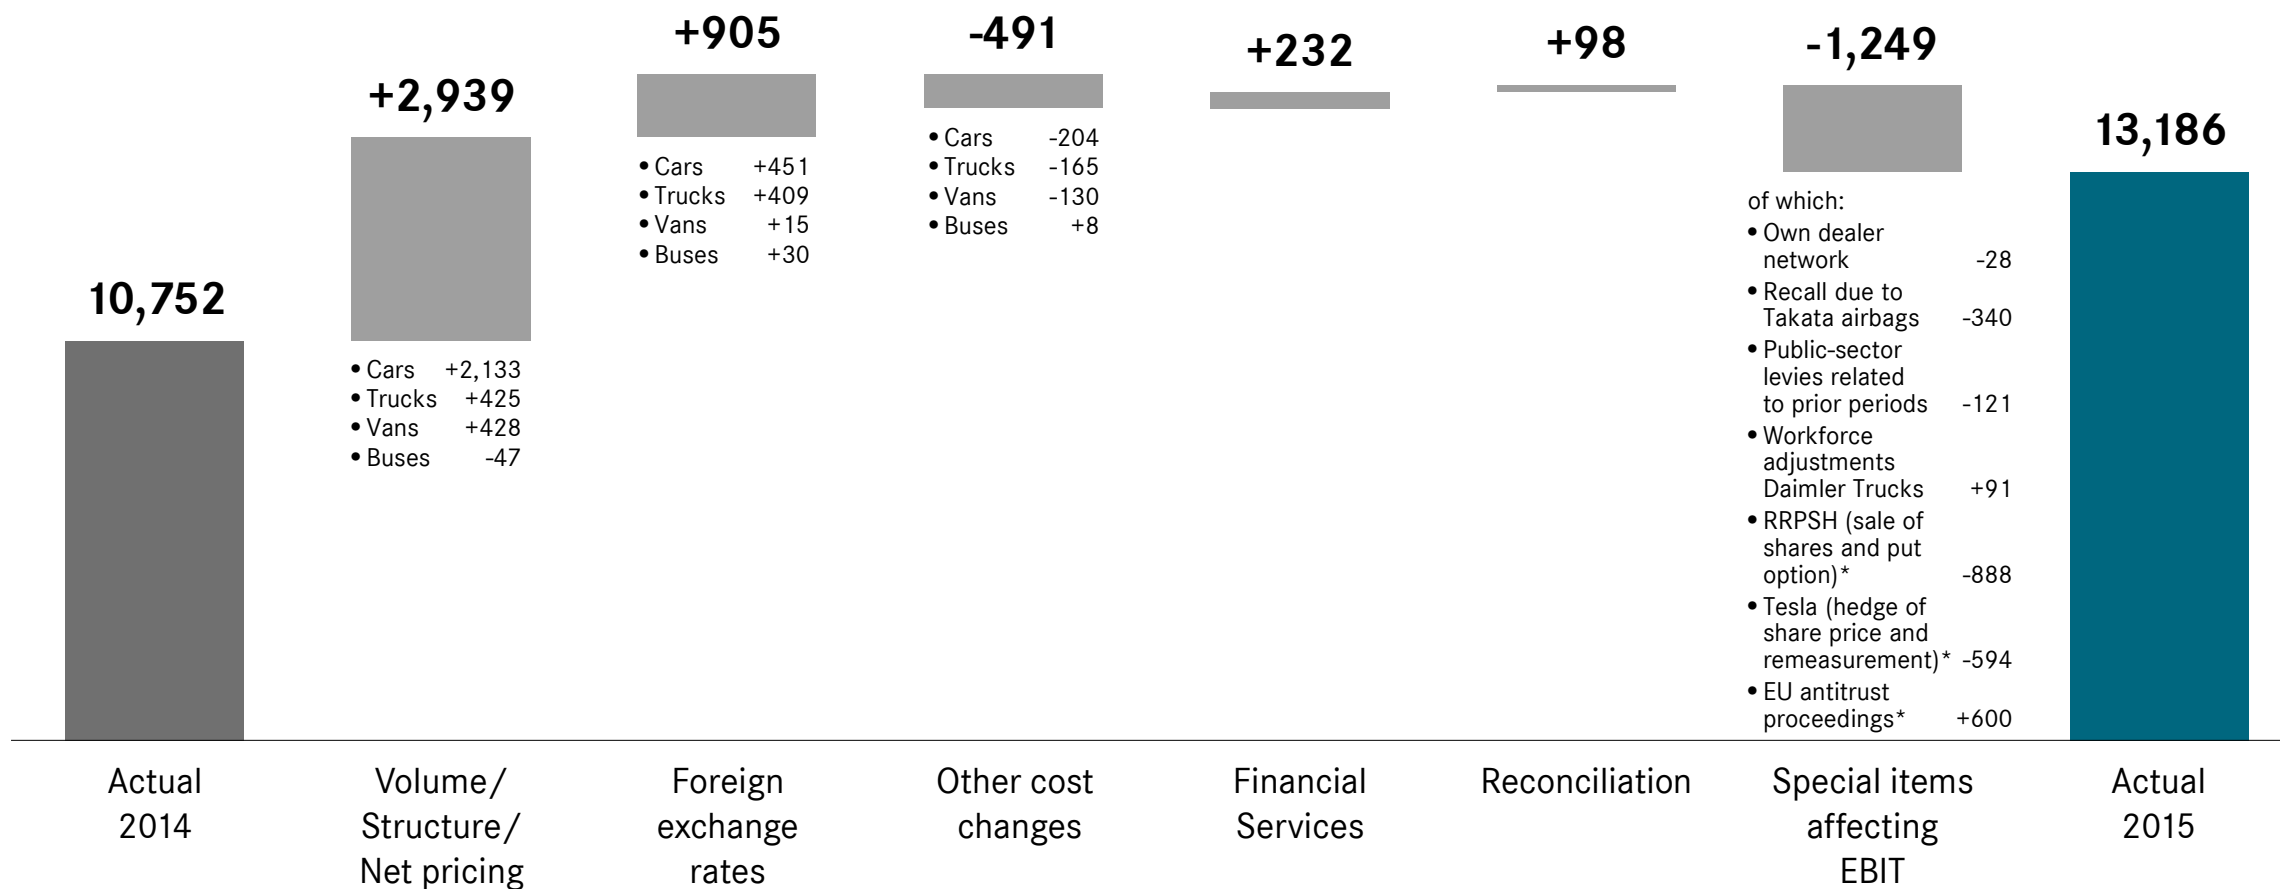 10,752
+2,939
• Cars +2,133
• Trucks +425
• Vans +428
• Buses -47
+905
• Cars +451
• Trucks +409
• Vans +15
• Buses +30
-491
• Cars -204
• Trucks -165
• Vans -130
• Buses +8
+232
+98
-1,249
of which:
• Own dealer
network -28
• Recall due to
Takata airbags -340
• Public-sector
levies related
to prior periods -121
• Workforce
adjustments
Daimler Trucks +91
• RRPSH (sale of
shares and put
option)* -888
• Tesla (hedge of
share price and
remeasurement)* -594
• EU antitrust
proceedings* +600
13,186
Actual
2014
Volume/
Structure/
Net pricing
Foreign
exchange
rates
Other cost
changes
Financial
Services
Reconciliation
Special items
affecting
EBIT
Actual
2015